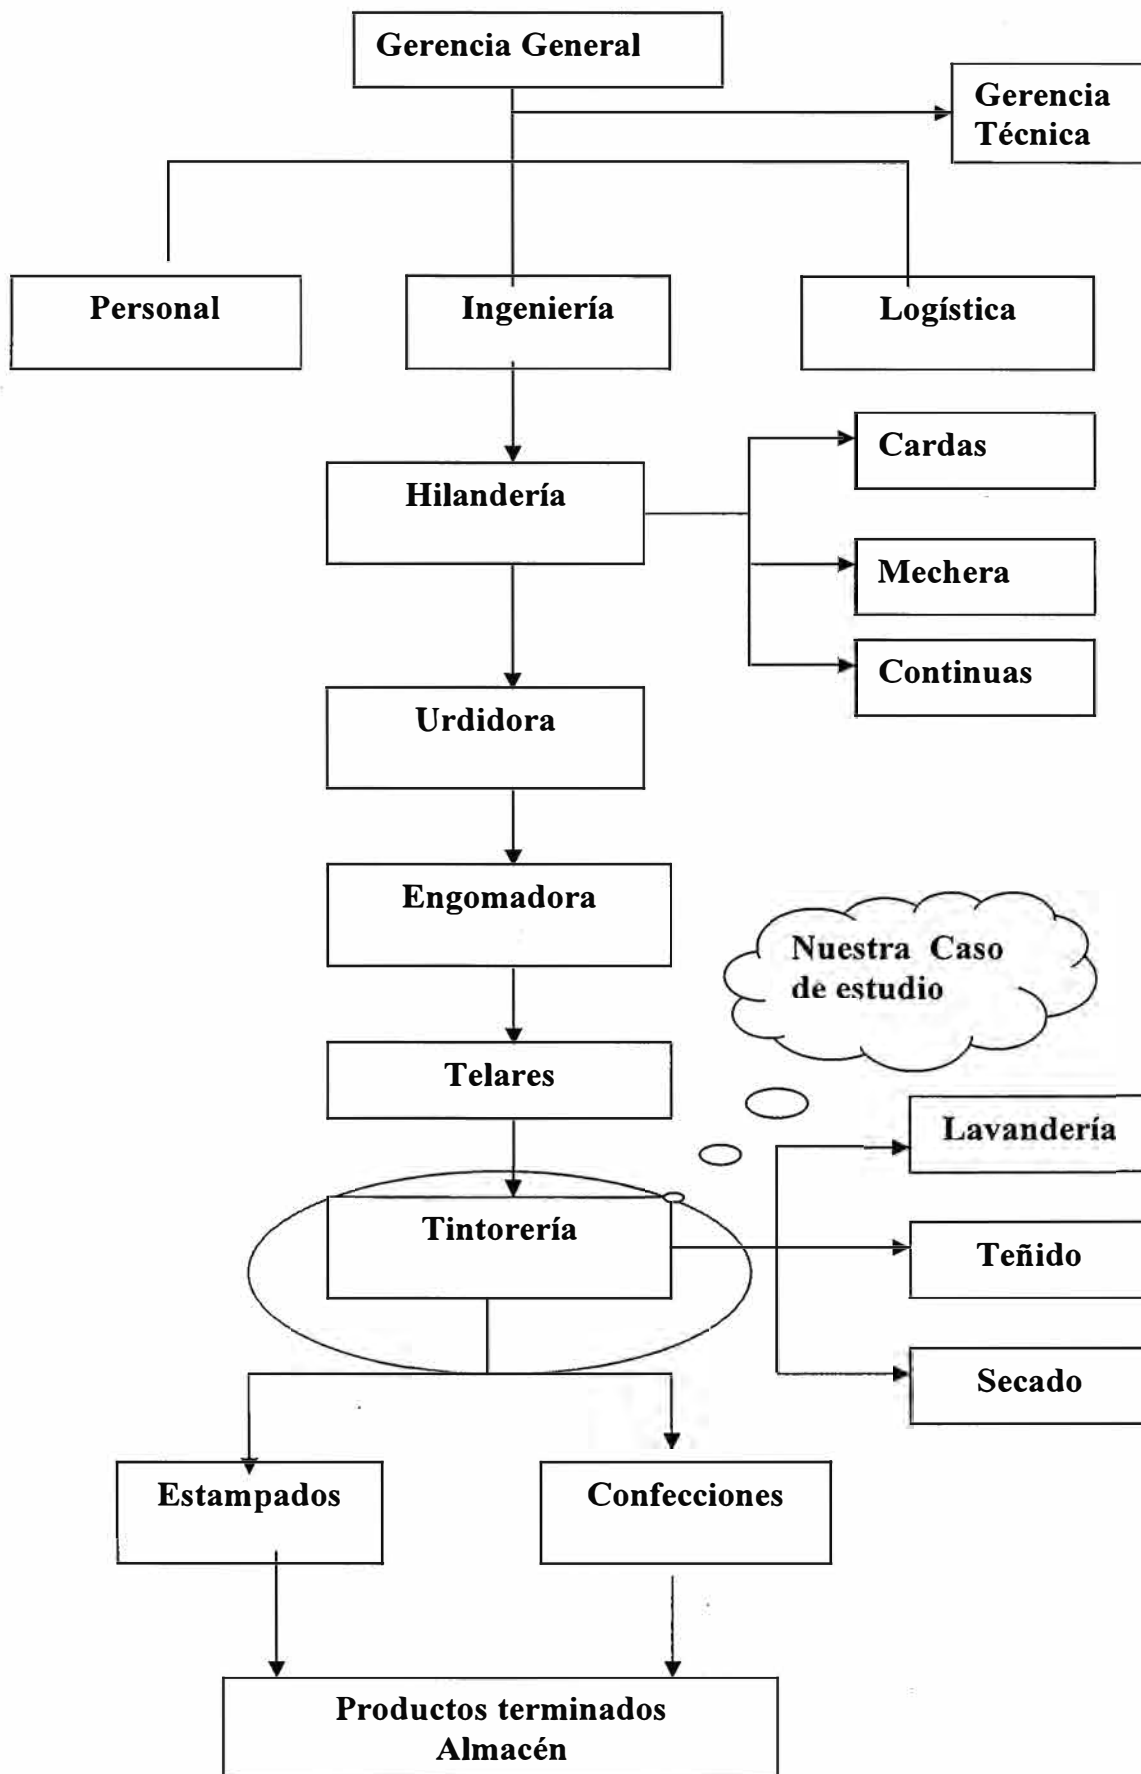 Gerencia General
Gerencia
Técnica
Personal
Ingeniería
Logística
Cardas
Hilandería
Mechera
Continuas
Urdidora
Engomadora
Nuestra Caso
de estudio
Telares
Lavandería
Tintorería
Teñido
Secado
Estampados
Confecciones
Productos terminados
Almacén